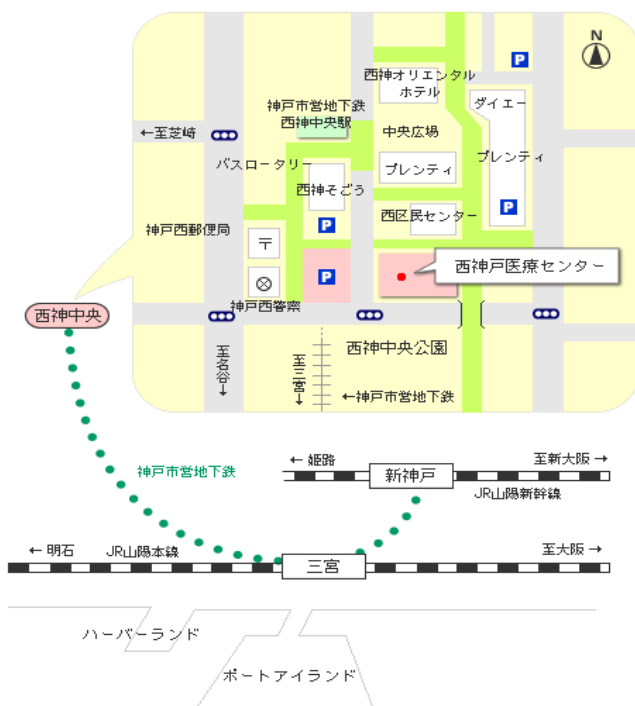 N
P
西神オリエンタル
ホテル
ダイエー
神戸市営地下鉄
西神中央駅
中央広場
←至芝崎
バスロータリー
プレンティ
プレンティ
西神そごう
P
西区民センター
P
神戸西郵便局
〒
P
西神戸医療センター
神戸西警察
西神中央
至名谷→
至三宮→
西神中央公園
←神戸市営地下鉄
神戸市営地下鉄
← 姫路
新神戸
至新大阪 →
JR山陽新幹線
← 明石
JR山陽本線
三宮
至大阪 →
ハーバーランド
ポートアイランド